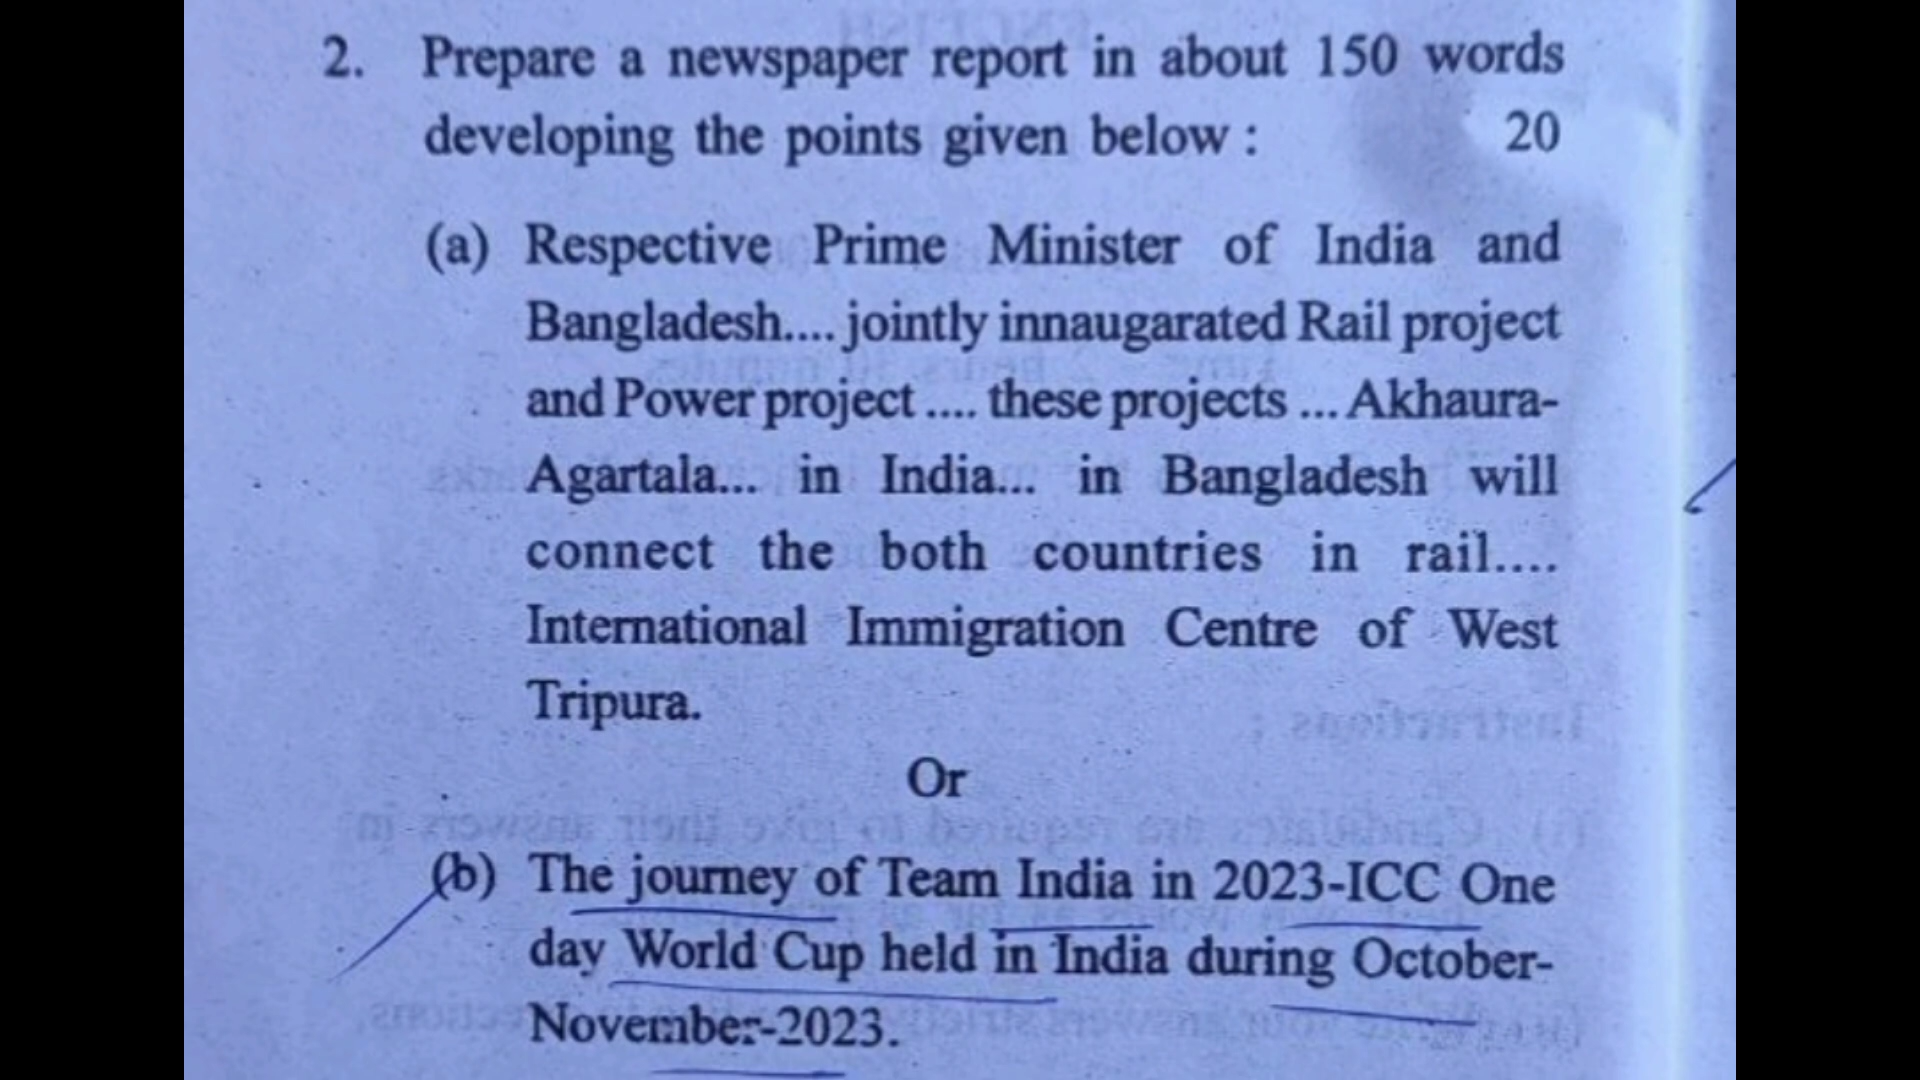 2. Prepare a newspaper report in about 150 words
developing the points given below : 20
(a) Respective Prime Minister of India and
Bangladesh.... jointly innaugarated Rail project
and Power project .... these projects ... Akhaura-
Agartala... in India... in Bangladesh will
connect the both countries in rail....
International Immigration Centre of West
Tripura.
Or
(b) The journey of Team India in 2023-ICC One
day World Cup held in India during October-
November-2023.